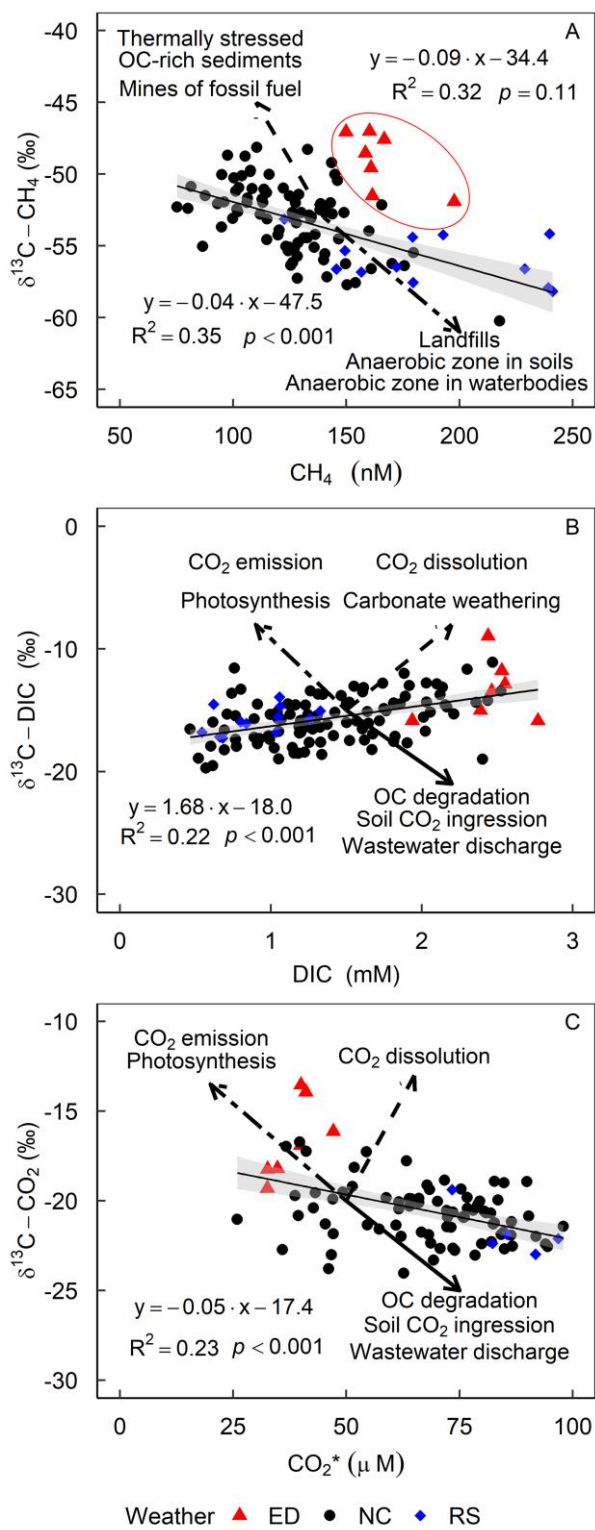 A
Thermally stressed
OC-rich sediments
Mines of fossil fuel
y = −0.09 · x − 34.4
R² = 0.32 p = 0.11
y = −0.04 · x − 47.5
R² = 0.35 p < 0.001
Landfills
Anaerobic zone in soils
Anaerobic zone in waterbodies
δ¹³C − CH₄ (‰)
-40
-45
-50
-55
-60
-65
50 100 150 200 250
CH₄ (nM)
B
CO₂ emission
Photosynthesis
CO₂ dissolution
Carbonate weathering
y = 1.68 · x − 18.0
R² = 0.22 p < 0.001
OC degradation
Soil CO₂ ingression
Wastewater discharge
δ¹³C − DIC (‰)
0
-10
-20
-30
0 1 2 3
DIC (mM)
C
CO₂ emission
Photosynthesis
CO₂ dissolution
y = −0.05 · x − 17.4
R² = 0.23 p < 0.001
OC degradation
Soil CO₂ ingression
Wastewater discharge
δ¹³C − CO₂ (‰)
-10
-15
-20
-25
-30
0 25 50 75 100
CO₂* (μ M)
Weather ED NC RS